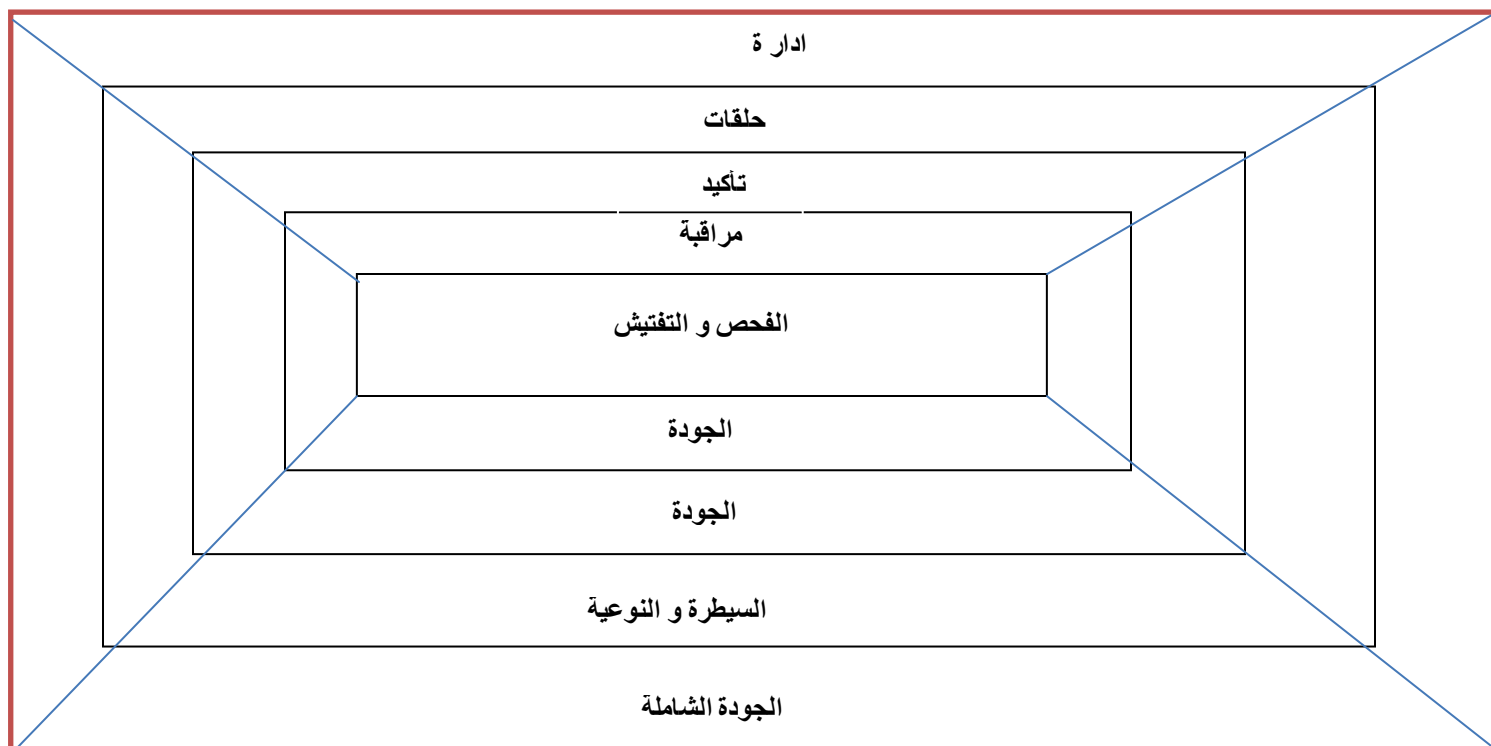 ادار ة
حلقات
تأكيد
مراقبة
الفحص و التفتيش
الجودة
الجودة
السيطرة و النوعية
الجودة الشاملة